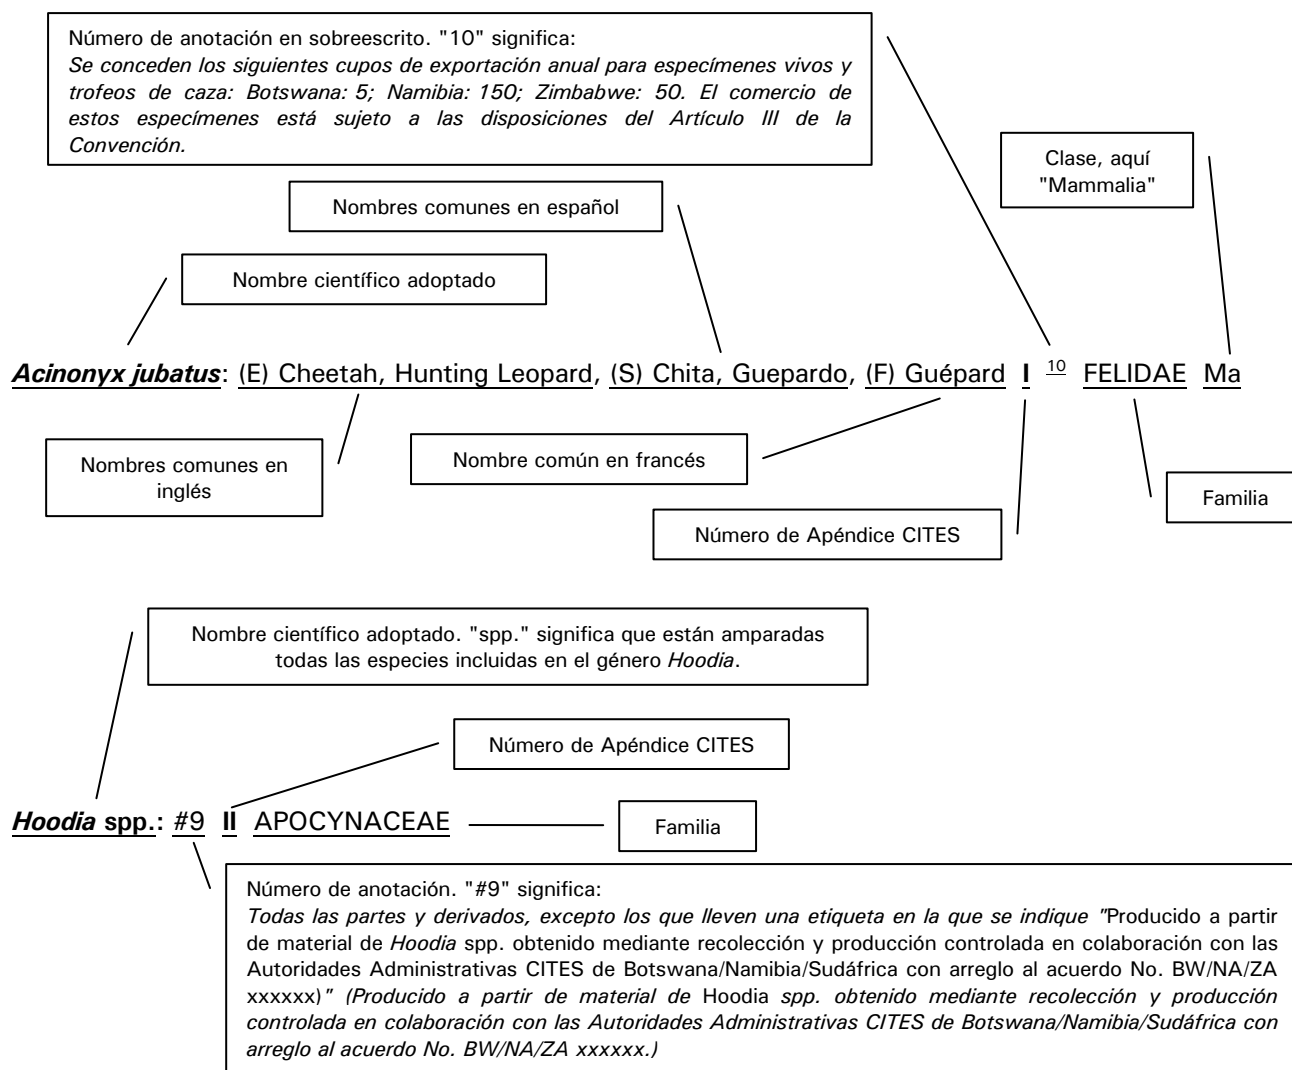 Número de anotación en sobreescrito. "10" significa:
Se conceden los siguientes cupos de exportación anual para especímenes vivos y
trofeos de caza: Botswana: 5; Namibia: 150; Zimbabwe: 50. El comercio de
estos especímenes está sujeto a las disposiciones del Artículo III de la
Convención.
Clase, aquí
"Mammalia"
Nombres comunes en español
Nombre científico adoptado
Acinonyx jubatus: (E) Cheetah, Hunting Leopard, (S) Chita, Guepardo, (F) Guépard I 10 FELIDAE Ma
Nombres comunes en
inglés
Nombre común en francés
Familia
Número de Apéndice CITES
Nombre científico adoptado. "spp." significa que están amparadas
todas las especies incluidas en el género Hoodia.
Número de Apéndice CITES
Hoodia spp.: #9 II APOCYNACEAE
Familia
Número de anotación. "#9" significa:
Todas las partes y derivados, excepto los que lleven una etiqueta en la que se indique "Producido a partir
de material de Hoodia spp. obtenido mediante recolección y producción controlada en colaboración con las
Autoridades Administrativas CITES de Botswana/Namibia/Sudáfrica con arreglo al acuerdo No. BW/NA/ZA
xxxxxx)" (Producido a partir de material de Hoodia spp. obtenido mediante recolección y producción
controlada en colaboración con las Autoridades Administrativas CITES de Botswana/Namibia/Sudáfrica con
arreglo al acuerdo No. BW/NA/ZA xxxxxx.)